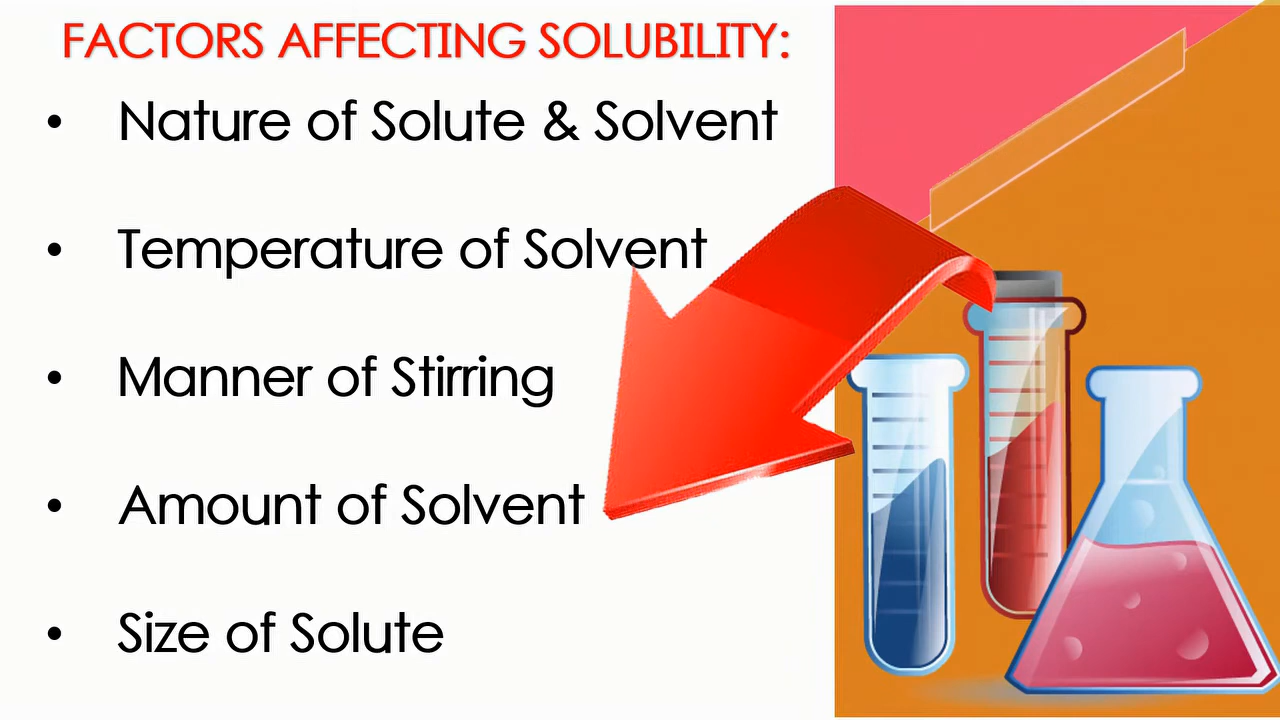 FACTORS AFFECTING SOLUBILITY:
• Nature of Solute & Solvent
• Temperature of Solvent
• Manner of Stirring
• Amount of Solvent
• Size of Solute